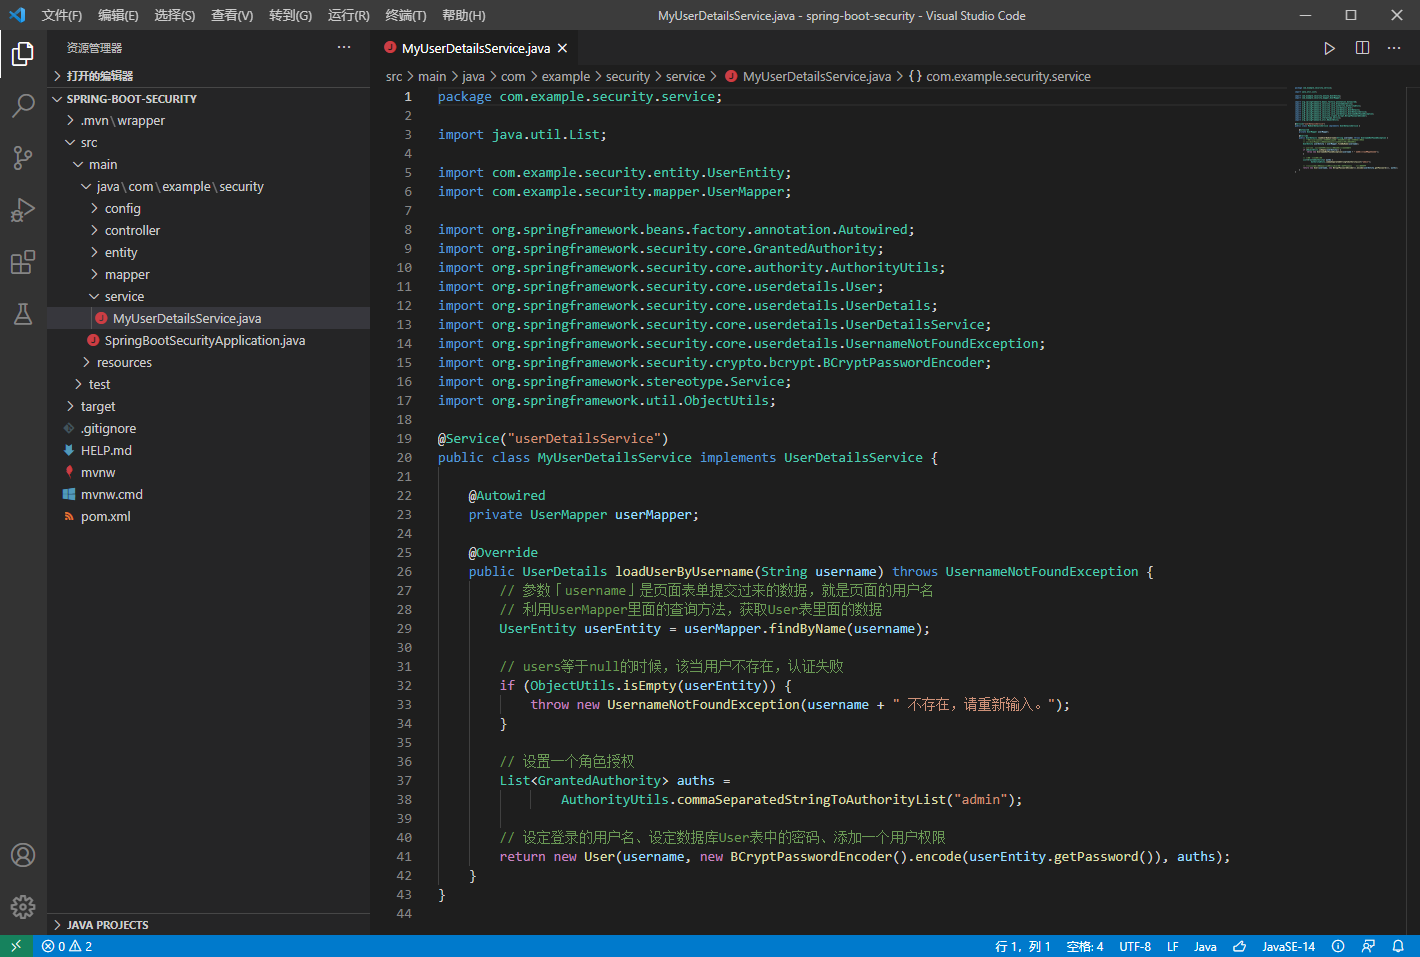 文件(F) 编辑(E) 选择(S) 查看(V) 转到(G) 运行(R) 终端(T) 帮助(H) MyUserDetailsService.java - spring-boot-security - Visual Studio Code
资源管理器
打开的编辑器
SPRING-BOOT-SECURITY
.mvn\wrapper
src
main
java\com\example\security
config
controller
entity
mapper
service
MyUserDetailsService.java
SpringBootSecurityApplication.java
resources
test
target
.gitignore
HELP.md
mvnw
mvnw.cmd
pom.xml
JAVA PROJECTS
MyUserDetailsService.java
src > main > java > com > example > security > service > MyUserDetailsService.java > {} com.example.security.service
1 package com.example.security.service;
2
3 import java.util.List;
4
5 import com.example.security.entity.UserEntity;
6 import com.example.security.mapper.UserMapper;
7
8 import org.springframework.beans.factory.annotation.Autowired;
9 import org.springframework.security.core.GrantedAuthority;
10 import org.springframework.security.core.authority.AuthorityUtils;
11 import org.springframework.security.core.userdetails.User;
12 import org.springframework.security.core.userdetails.UserDetails;
13 import org.springframework.security.core.userdetails.UserDetailsService;
14 import org.springframework.security.core.userdetails.UsernameNotFoundException;
15 import org.springframework.security.crypto.bcrypt.BCryptPasswordEncoder;
16 import org.springframework.stereotype.Service;
17 import org.springframework.util.ObjectUtils;
18
19 @Service("userDetailsService")
20 public class MyUserDetailsService implements UserDetailsService {
21
22 @Autowired
23 private UserMapper userMapper;
24
25 @Override
26 public UserDetails loadUserByUsername(String username) throws UsernameNotFoundException {
27 // 参数「username」是页面表单提交过来的数据，就是页面的用户名
28 // 利用UserMapper里面的查询方法，获取User表里面的数据
29 UserEntity userEntity = userMapper.findByName(username);
30
31 // users等于null的时候，该当用户不存在，认证失败
32 if (ObjectUtils.isEmpty(userEntity)) {
33 throw new UsernameNotFoundException(username + " 不存在，请重新输入。");
34 }
35
36 // 设置一个角色授权
37 List<GrantedAuthority> auths =
38 AuthorityUtils.commaSeparatedStringToAuthorityList("admin");
39
40 // 设定登录的用户名、设定数据库User表中的密码、添加一个用户权限
41 return new User(username, new BCryptPasswordEncoder().encode(userEntity.getPassword()), auths);
42 }
43 }
44
0 2 行 1，列 1 空格: 4 UTF-8 LF Java JavaSE-14